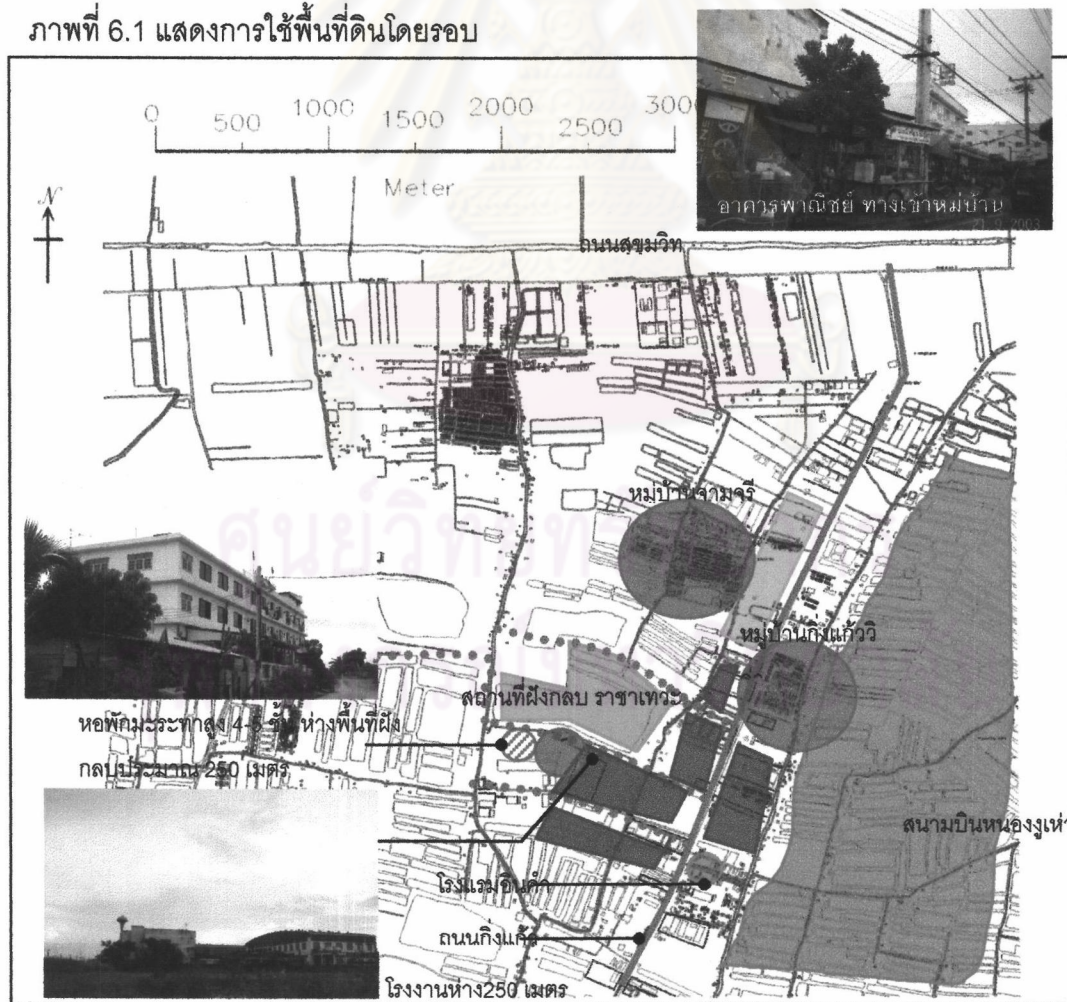 ภาพที่ 6.1 แสดงการใช้พื้นที่ดินโดยรอบ
0 500 1000 1500 2000 2500 3000
Meter
N
อาคารพาณิชย์ ทางเข้าหมู่บ้าน
ถนนสุขุมวิท
หมู่บ้านจามจุรี
หมู่บ้านกิ่งแก้ววิ
สถานที่ฝังกลบ ราชาเทวะ
หอพักมะระทาสูง 4-5 ชั้น ห่างพื้นที่ฝัง
กลบประมาณ 250 เมตร
สนามบินหนองงูเห่า
โรงแรมอินคำ
ถนนกิ่งแก้ว
โรงงานห่าง250 เมตร